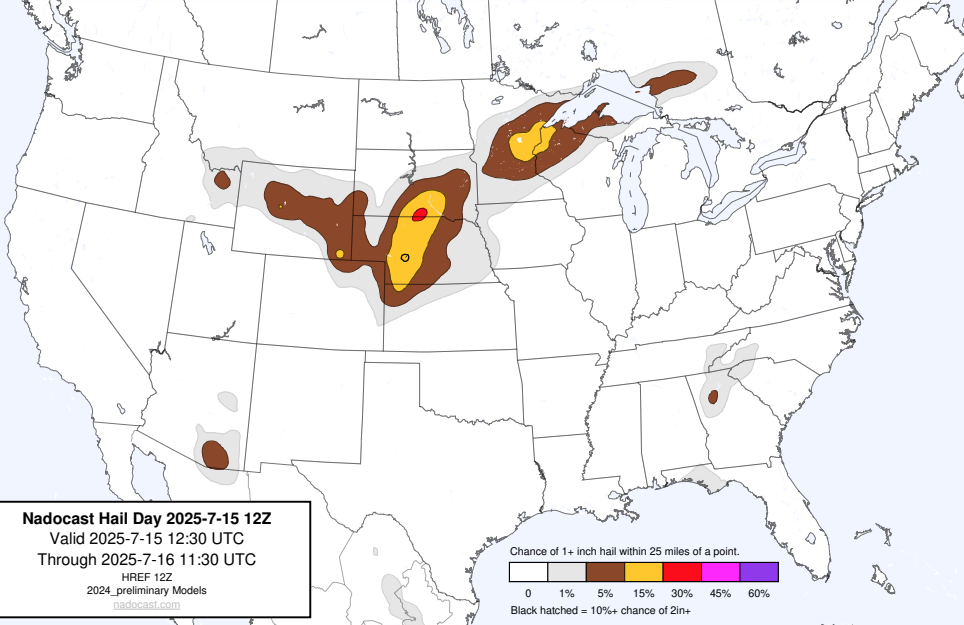 Nadocast Hail Day 2025-7-15 12Z
Valid 2025-7-15 12:30 UTC
Through 2025-7-16 11:30 UTC
HREF 12Z
2024_preliminary Models
nadocast.com
Chance of 1+ inch hail within 25 miles of a point.
0 1% 5% 15% 30% 45% 60%
Black hatched = 10%+ chance of 2in+